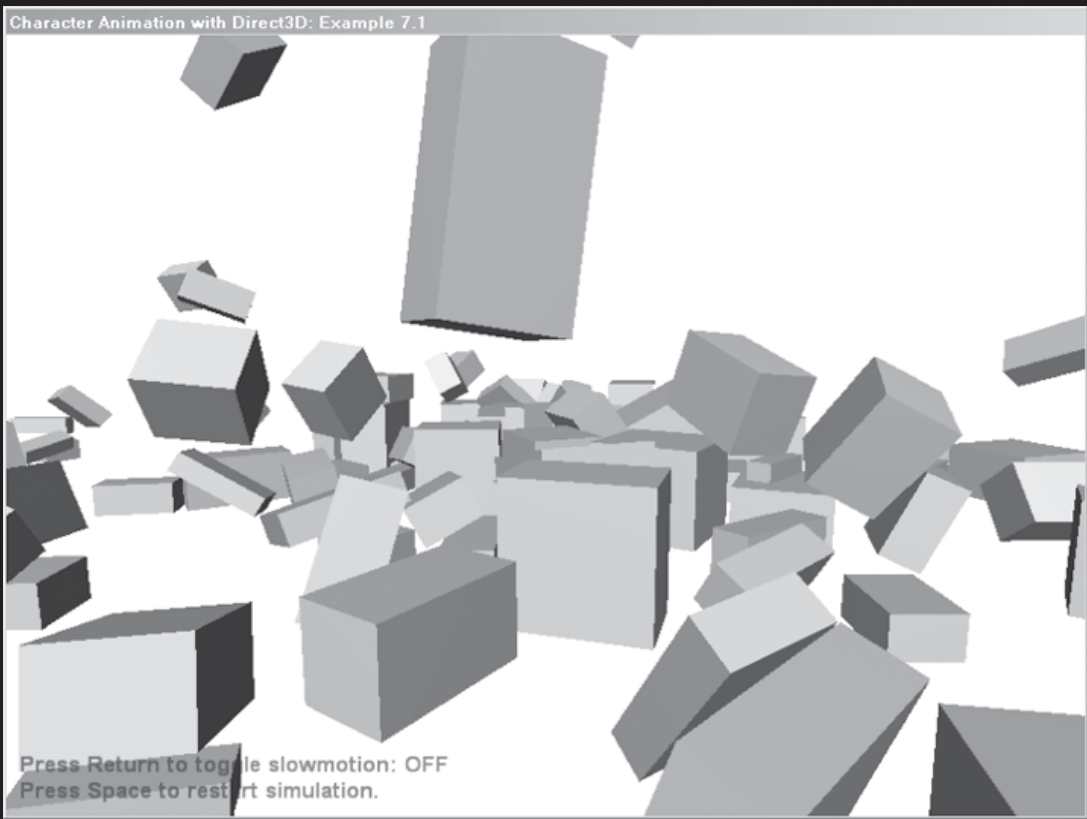 Character Animation with Direct3D: Example 7.1
Press Return to toggle slowmotion: OFF
Press Space to restart simulation.